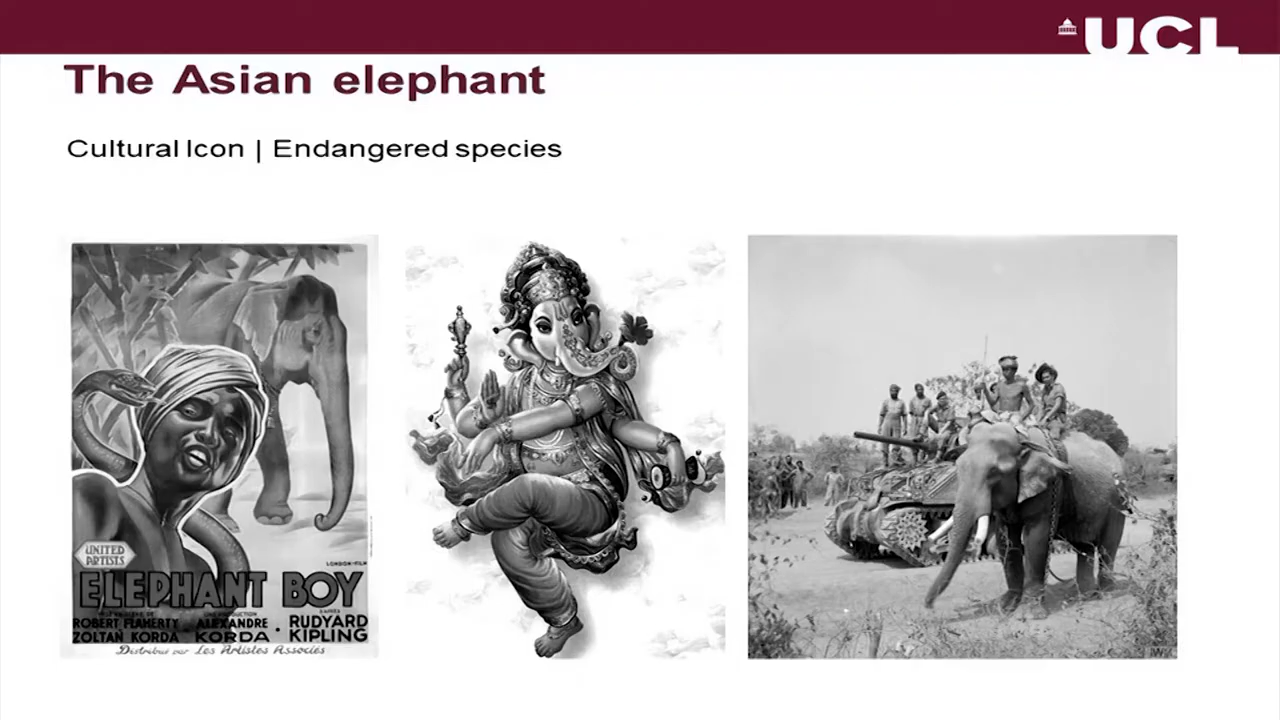 UCL
The Asian elephant
Cultural Icon | Endangered species
UNITED
ARTISTS
LONDON-FILM
ELEPHANT BOY
ROBERT FLAHERTY
ZOLTAN KORDA
ALEXANDRE
KORDA
RUDYARD
KIPLING
Distribué par Les Artistes Associés
IWM